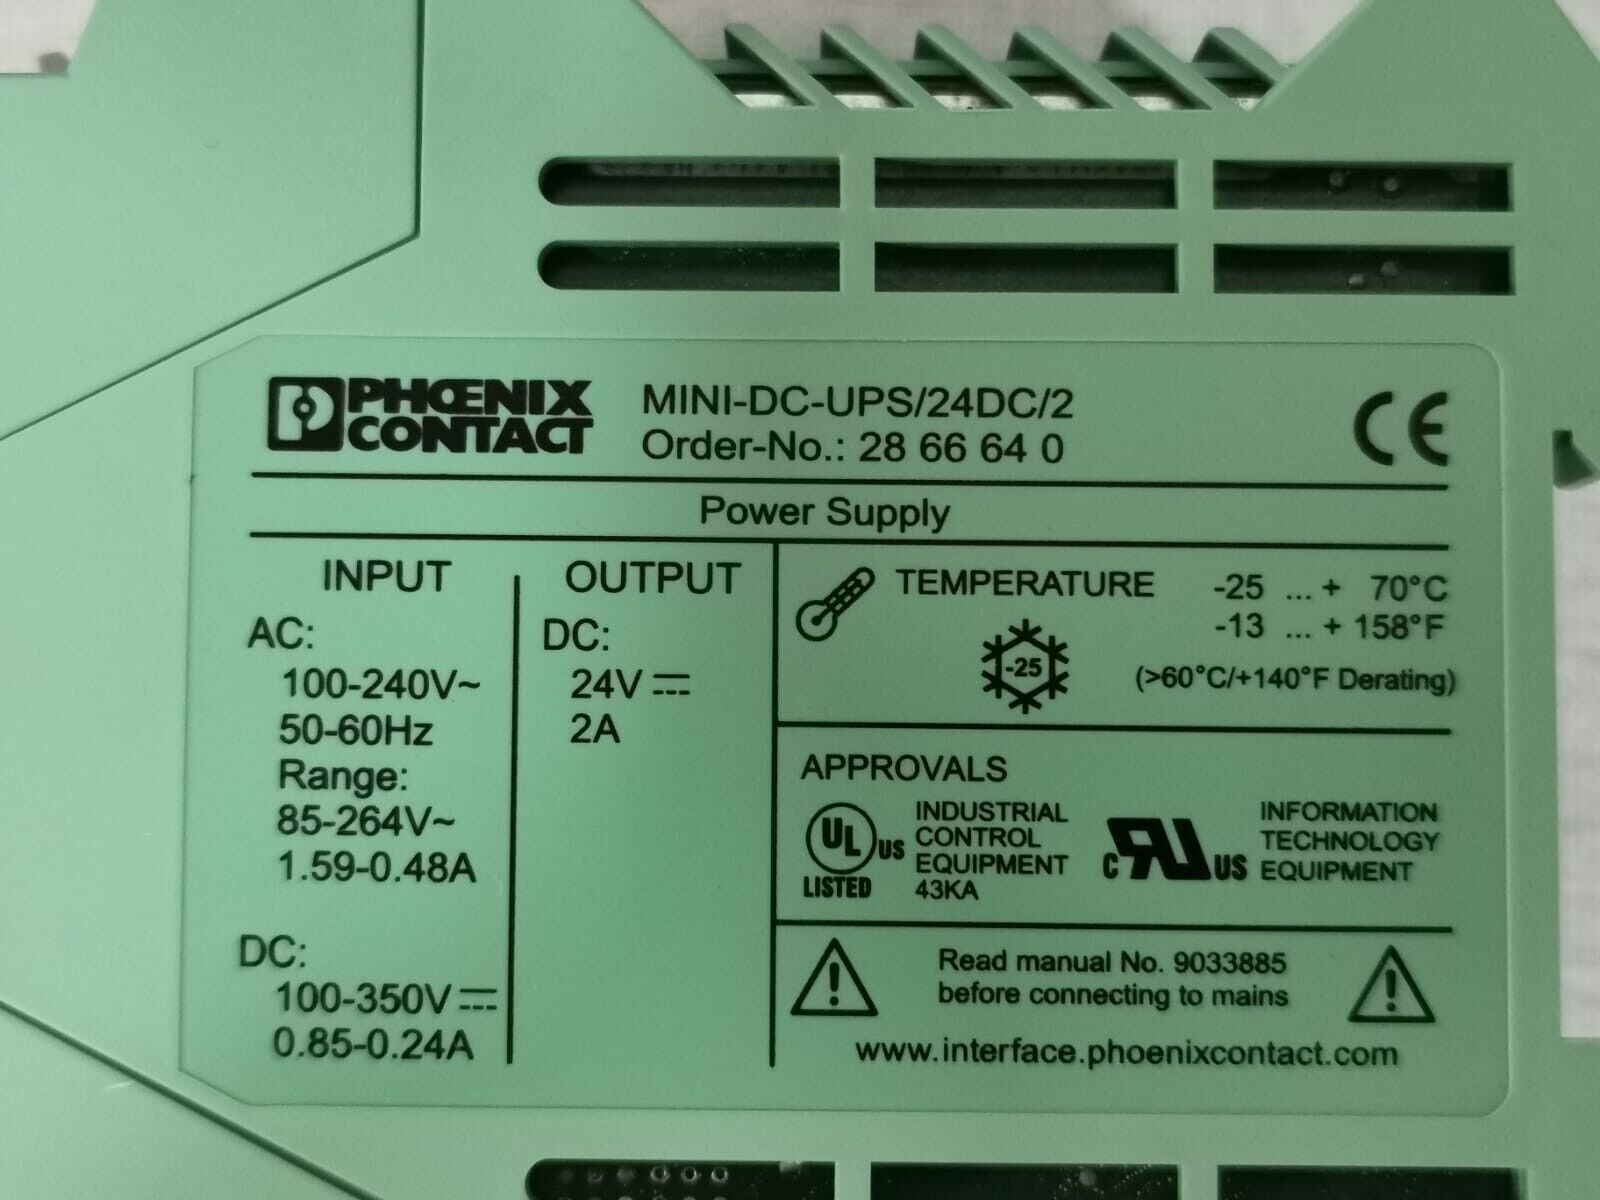 PHŒNIX
CONTACT
MINI-DC-UPS/24DC/2
Order-No.: 28 66 64 0
CE
Power Supply
INPUT
AC:
100-240V~
50-60Hz
Range:
85-264V~
1.59-0.48A
DC:
100-350V⎓
0.85-0.24A
OUTPUT
DC:
24V⎓
2A
TEMPERATURE -25 ... + 70°C
-13 ... + 158°F
-25
(>60°C/+140°F Derating)
APPROVALS
UL US
LISTED
INDUSTRIAL
CONTROL
EQUIPMENT
43KA
c RU US
INFORMATION
TECHNOLOGY
EQUIPMENT
! Read manual No. 9033885 !
before connecting to mains
www.interface.phoenixcontact.com